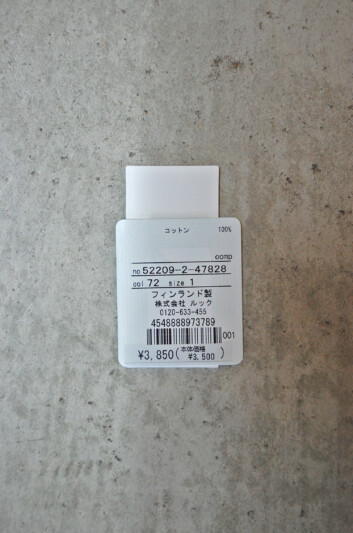 コットン 100%
comp
no 52209-2-47828
col 72 size 1
フィンランド製
株式会社 ルック
0120-633-455
4548888973789
001
¥3,850(本体価格 ¥3,500)